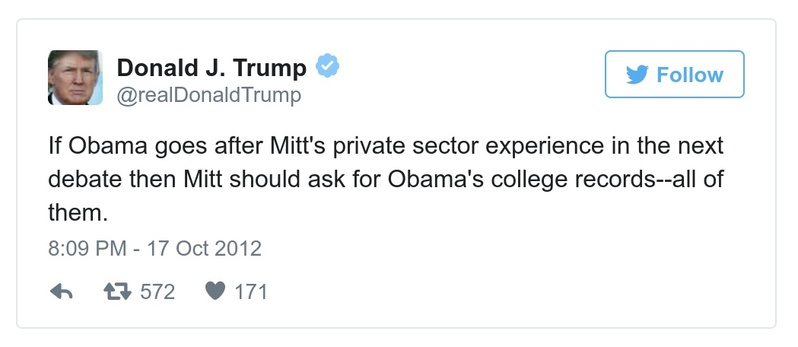 Donald J. Trump
@realDonaldTrump
Follow
If Obama goes after Mitt's private sector experience in the next
debate then Mitt should ask for Obama's college records--all of
them.
8:09 PM - 17 Oct 2012
572 171